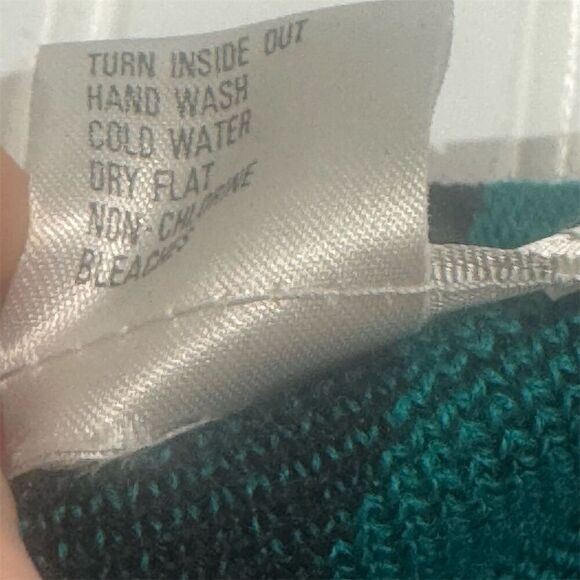 TURN INSIDE OUT
HAND WASH
COLD WATER
DRY FLAT
NON-CHLORINE
BLEACHES